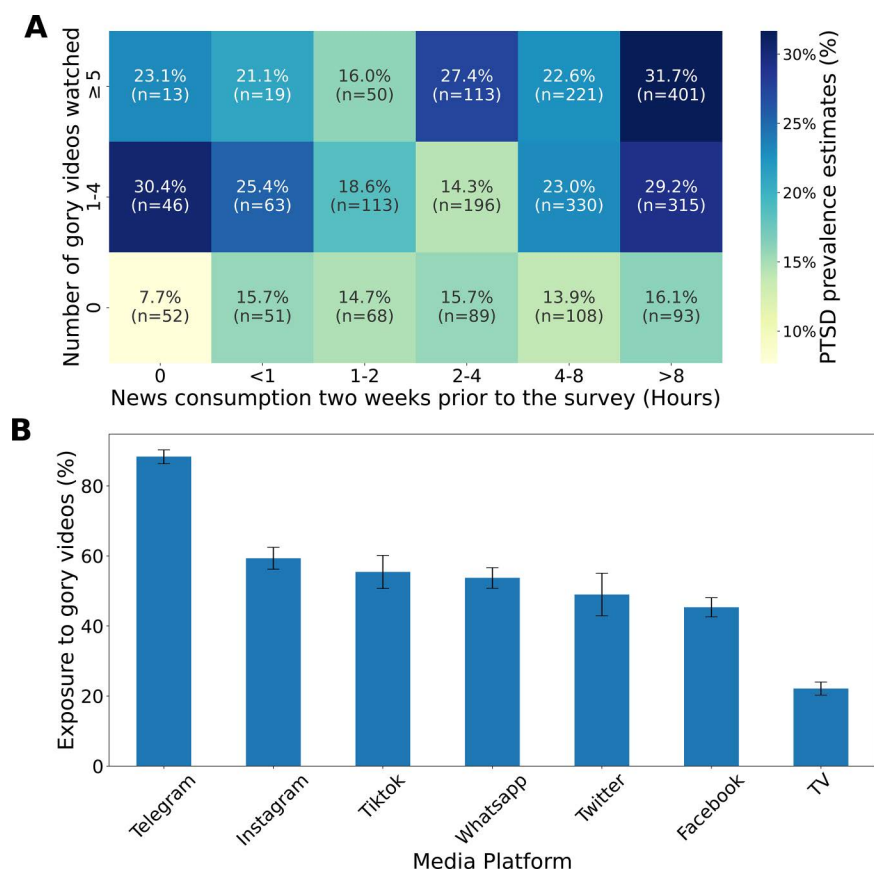 A
Number of gory videos watched
≥5
1-4
0
23.1% 21.1% 16.0% 27.4% 22.6% 31.7%
(n=13) (n=19) (n=50) (n=113) (n=221) (n=401)
30.4% 25.4% 18.6% 14.3% 23.0% 29.2%
(n=46) (n=63) (n=113) (n=196) (n=330) (n=315)
7.7% 15.7% 14.7% 15.7% 13.9% 16.1%
(n=52) (n=51) (n=68) (n=89) (n=108) (n=93)
0 <1 1-2 2-4 4-8 >8
News consumption two weeks prior to the survey (Hours)
30%
25%
20%
15%
10%
PTSD prevalence estimates (%)
B
Exposure to gory videos (%)
80
60
40
20
0
Telegram
Instagram
Tiktok
Whatsapp
Twitter
Facebook
TV
Media Platform